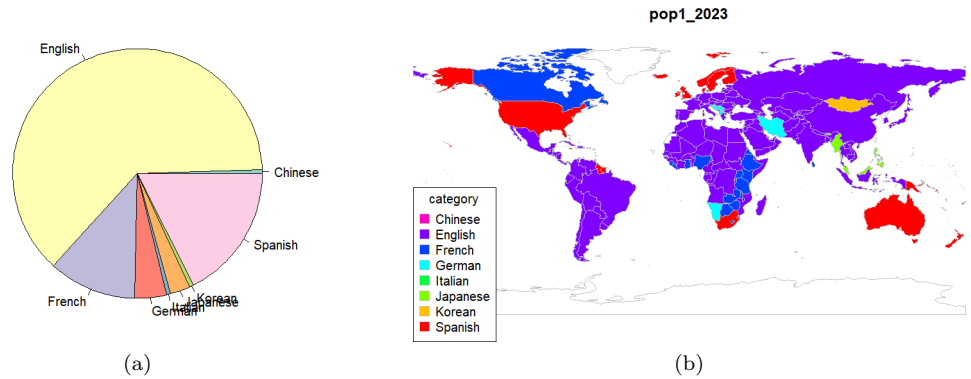 English
Chinese
Spanish
Korean
Japanese
Italian
German
French
(a)
pop1_2023
category
Chinese
English
French
German
Italian
Japanese
Korean
Spanish
(b)